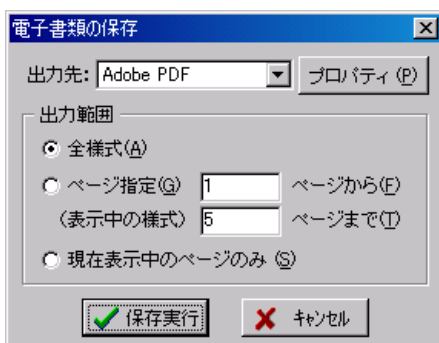 電子書類の保存
出力先: Adobe PDF プロパティ(P)
出力範囲
全様式(A)
ページ指定(G) 1 ページから(F)
(表示中の様式) 5 ページまで(T)
現在表示中のページのみ (S)
保存実行 キャンセル